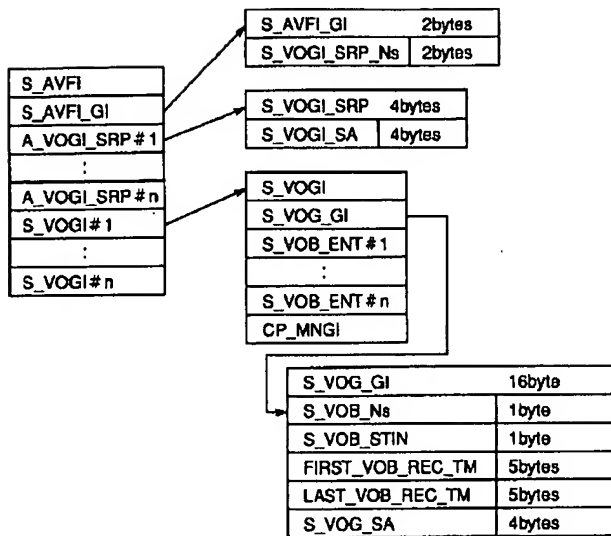 S_AVFI
S_AVFI_GI
A_VOGI_SRP#1
:
A_VOGI_SRP#n
S_VOGI#1
:
S_VOGI#n
S_AVFI_GI 2bytes
S_VOGI_SRP_Ns 2bytes
S_VOGI_SRP 4bytes
S_VOGI_SA 4bytes
S_VOGI
S_VOG_GI
S_VOB_ENT#1
:
S_VOB_ENT#n
CP_MNGI
S_VOG_GI 16byte
S_VOB_Ns 1byte
S_VOB_STIN 1byte
FIRST_VOB_REC_TM 5bytes
LAST_VOB_REC_TM 5bytes
S_VOG_SA 4bytes